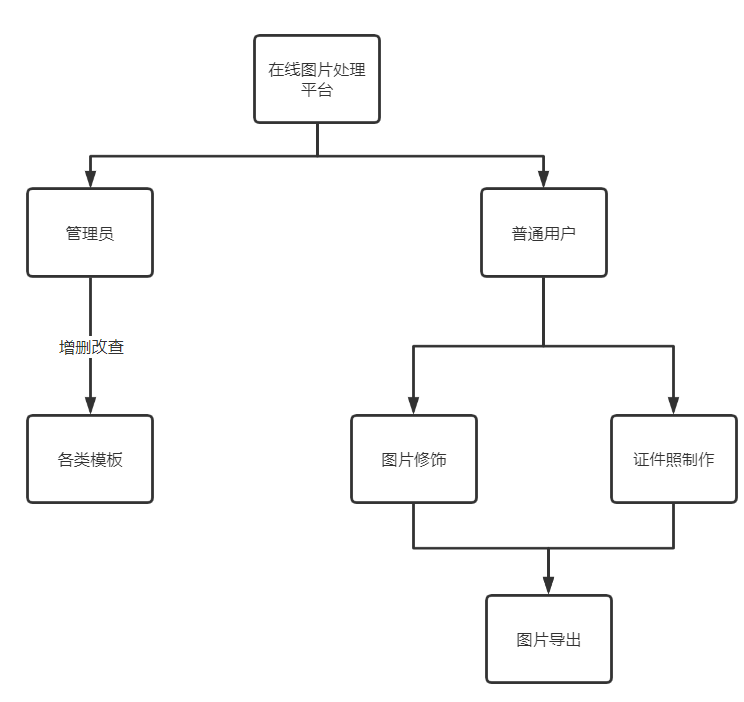 在线图片处理
平台
管理员
普通用户
增删改查
各类模板
图片修饰
证件照制作
图片导出